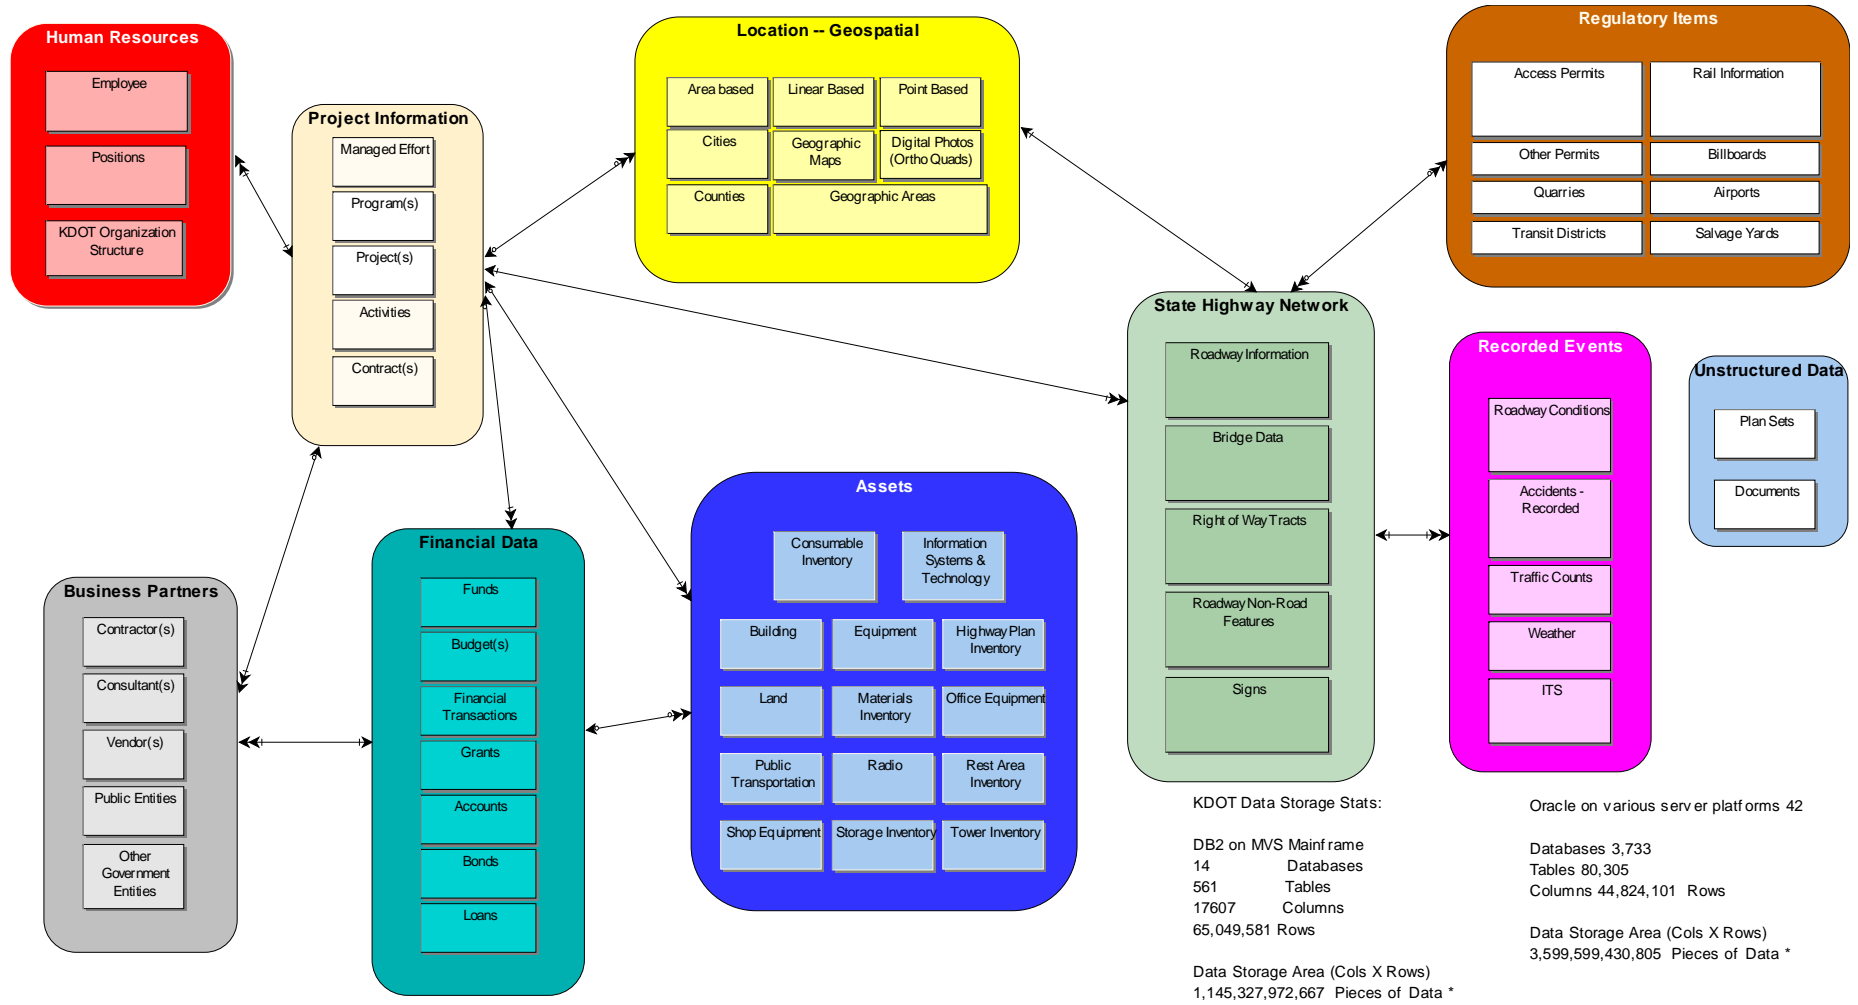 Human Resources
Employee
Positions
KDOT Organization
Structure
Project Information
Managed Effort
Program(s)
Project(s)
Activities
Contract(s)
Location -- Geospatial
Area based
Linear Based
Point Based
Cities
Geographic
Maps
Digital Photos
(Ortho Quads)
Counties
Geographic Areas
Regulatory Items
Access Permits
Rail Information
Other Permits
Billboards
Quarries
Airports
Transit Districts
Salvage Yards
State Highway Network
Roadway Information
Bridge Data
Right of Way Tracts
Roadway Non-Road
Features
Signs
Recorded Events
Roadway Conditions
Accidents -
Recorded
Traffic Counts
Weather
ITS
Unstructured Data
Plan Sets
Documents
Business Partners
Contractor(s)
Consultant(s)
Vendor(s)
Public Entities
Other
Government
Entities
Financial Data
Funds
Budget(s)
Financial
Transactions
Grants
Accounts
Bonds
Loans
Assets
Consumable
Inventory
Information
Systems &
Technology
Building
Equipment
Highway Plan
Inventory
Land
Materials
Inventory
Office Equipment
Public
Transportation
Radio
Rest Area
Inventory
Shop Equipment
Storage Inventory
Tower Inventory
KDOT Data Storage Stats:
DB2 on MVS Mainframe
14 Databases
561 Tables
17607 Columns
65,049,581 Rows
Data Storage Area (Cols X Rows)
1,145,327,972,667 Pieces of Data *
Oracle on various server platforms 42
Databases 3,733
Tables 80,305
Columns 44,824,101 Rows
Data Storage Area (Cols X Rows)
3,599,599,430,805 Pieces of Data *